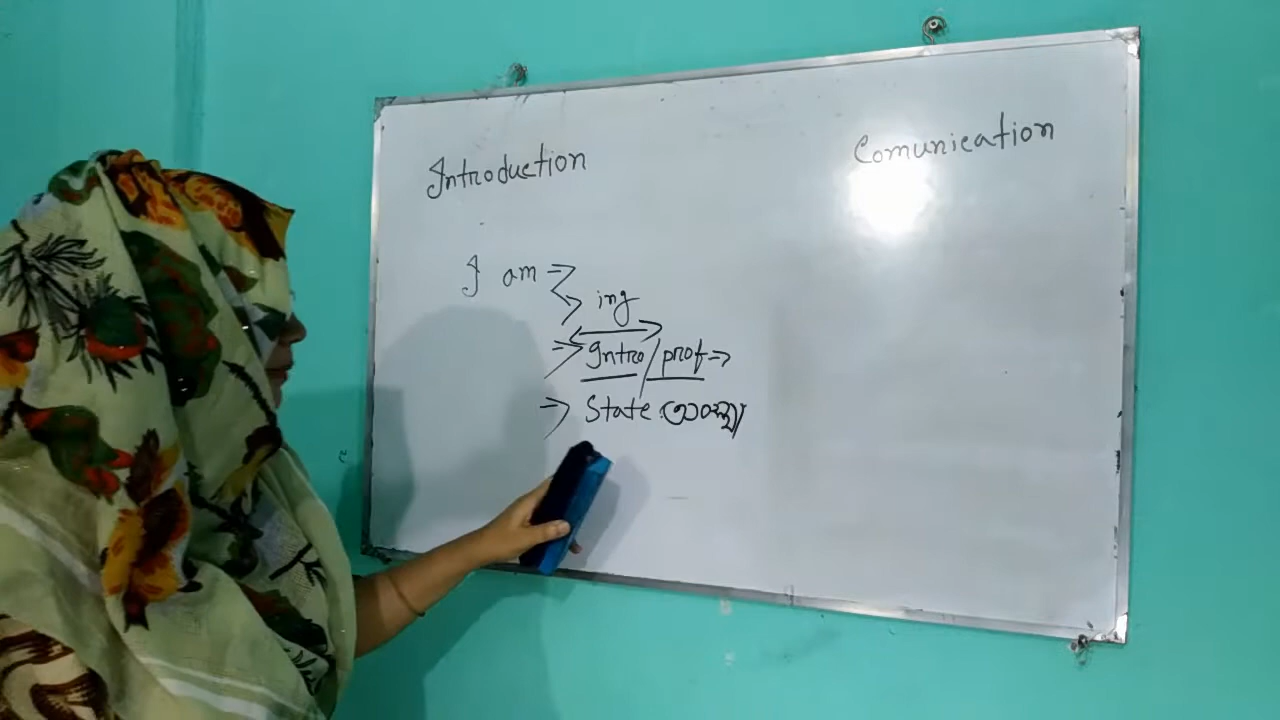 Introduction
Comunication
I am →
→ ing
→ Intro / prof ⇒
→ State :